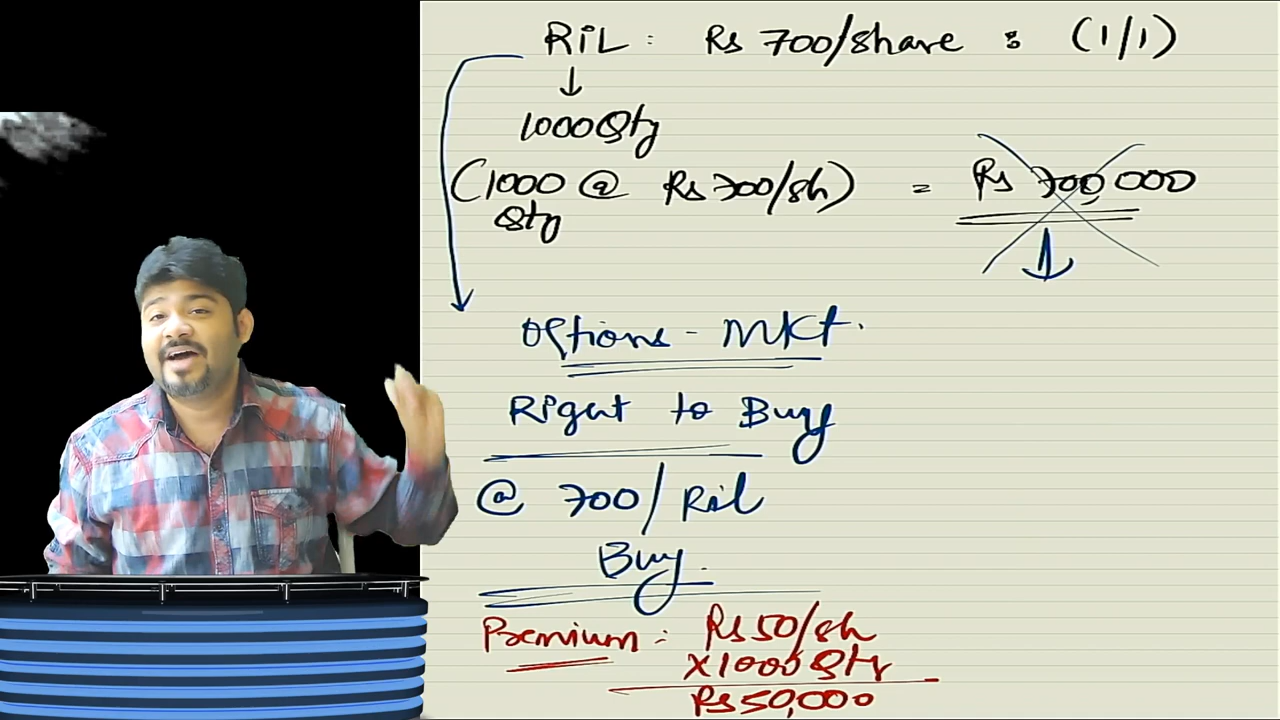 RiL : Rs 700/share : (1/1)
↓
1000 Qty
(1000 @ Rs 700/sh) = Rs 700,000
Qty
↓
Options - Mkt.
Right to Buy
@ 700/Ril
Buy.
Premium : Rs 50/sh
x 1000 Qty
Rs 50,000